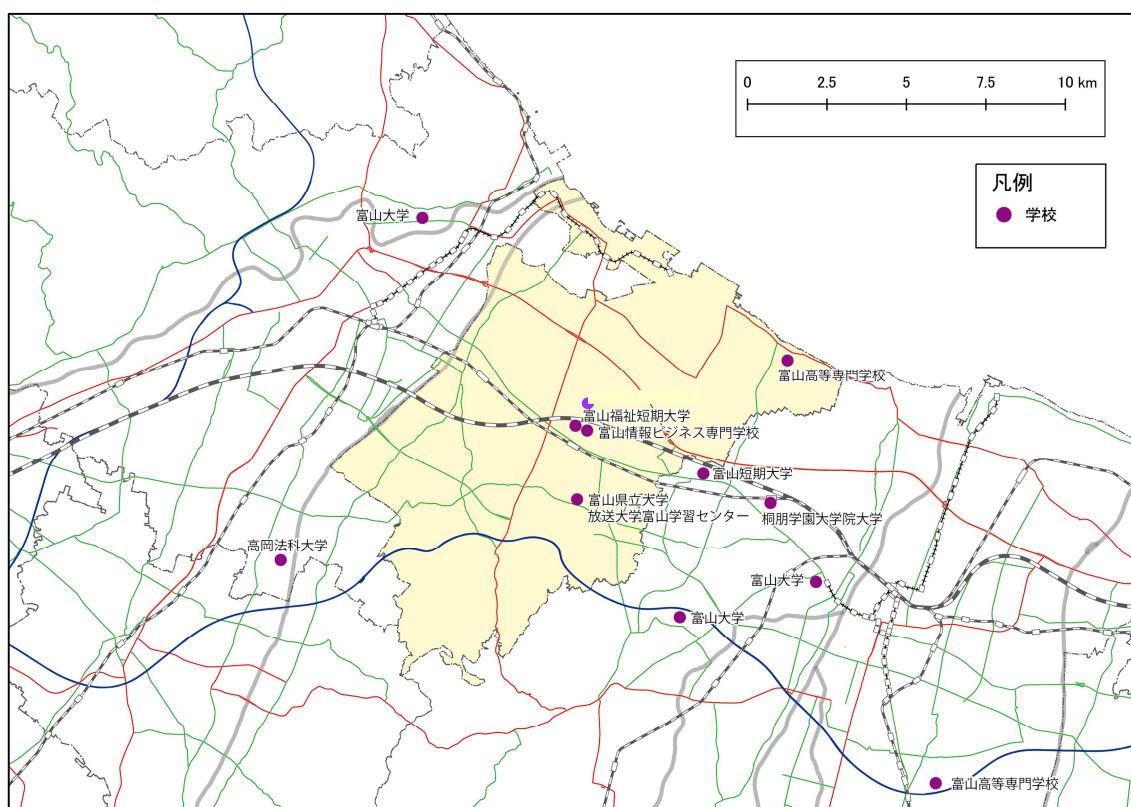 0 2.5 5 7.5 10 km
凡例
学校
富山大学
富山高等専門学校
富山福祉短期大学
富山情報ビジネス専門学校
富山短期大学
富山県立大学
放送大学富山学習センター
桐朋学園大学院大学
高岡法科大学
富山大学
富山大学
富山高等専門学校